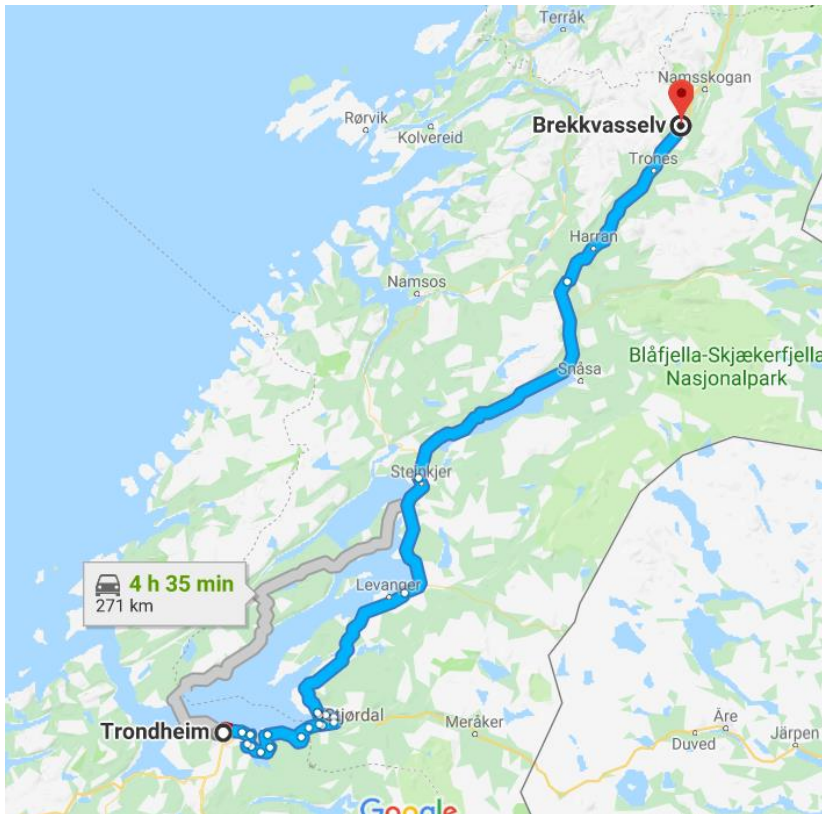 Terråk
Namsskogan
Rørvik
Kolvereid
Brekkvasselv
Trones
Harran
Namsos
Blåfjella-Skjækerfjella
Nasjonalpark
Snåsa
Steinkjer
4 h 35 min
271 km
Levanger
Stjørdal
Trondheim
Meråker
Åre
Duved
Järpen
Google